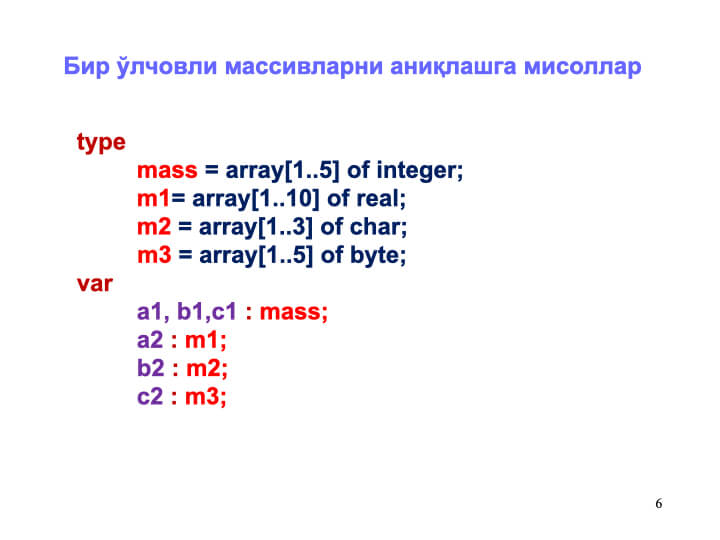 Бир ўлчовли массивларни аниқлашга мисоллар
type
mass = array[1..5] of integer;
m1= array[1..10] of real;
m2 = array[1..3] of char;
m3 = array[1..5] of byte;
var
a1, b1,c1 : mass;
a2 : m1;
b2 : m2;
c2 : m3;
6